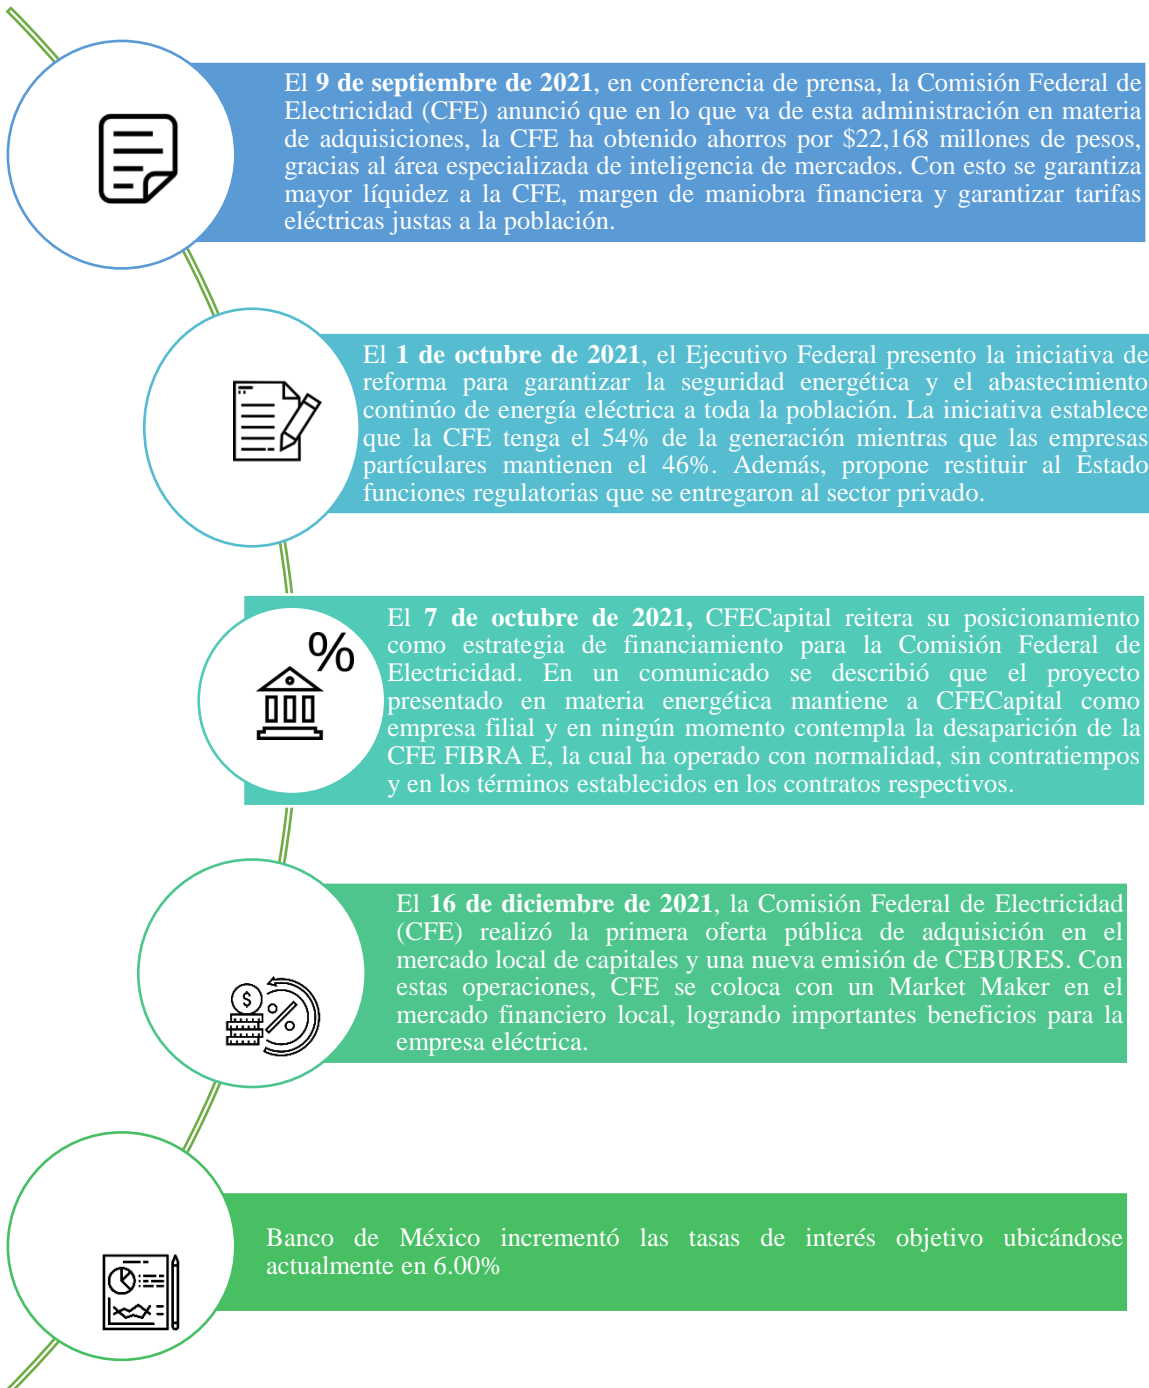 El 9 de septiembre de 2021, en conferencia de prensa, la Comisión Federal de
Electricidad (CFE) anunció que en lo que va de esta administración en materia
de adquisiciones, la CFE ha obtenido ahorros por $22,168 millones de pesos,
gracias al área especializada de inteligencia de mercados. Con esto se garantiza
mayor líquidez a la CFE, margen de maniobra financiera y garantizar tarifas
eléctricas justas a la población.
El 1 de octubre de 2021, el Ejecutivo Federal presento la iniciativa de
reforma para garantizar la seguridad energética y el abastecimiento
continúo de energía eléctrica a toda la población. La iniciativa establece
que la CFE tenga el 54% de la generación mientras que las empresas
partículares mantienen el 46%. Además, propone restituir al Estado
funciones regulatorias que se entregaron al sector privado.
%
El 7 de octubre de 2021, CFECapital reitera su posicionamiento
como estrategia de financiamiento para la Comisión Federal de
Electricidad. En un comunicado se describió que el proyecto
presentado en materia energética mantiene a CFECapital como
empresa filial y en ningún momento contempla la desaparición de la
CFE FIBRA E, la cual ha operado con normalidad, sin contratiempos
y en los términos establecidos en los contratos respectivos.
El 16 de diciembre de 2021, la Comisión Federal de Electricidad
(CFE) realizó la primera oferta pública de adquisición en el
mercado local de capitales y una nueva emisión de CEBURES. Con
estas operaciones, CFE se coloca con un Market Maker en el
mercado financiero local, logrando importantes beneficios para la
empresa eléctrica.
$
%
Banco de México incrementó las tasas de interés objetivo ubicándose
actualmente en 6.00%